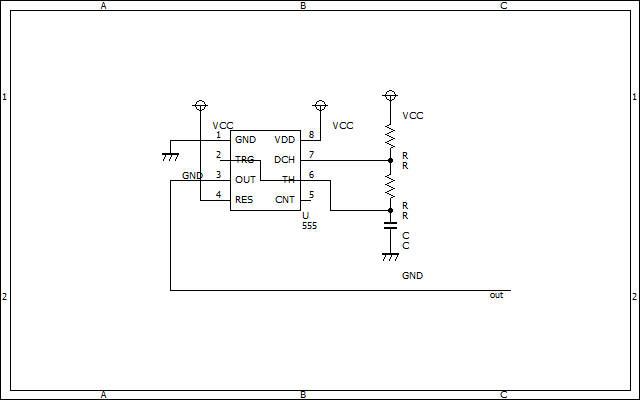 A B C
1 1
VCC
VCC VCC
1 GND VDD 8
2 TRG DCH 7
R
R
GND 3 OUT TH 6
4 RES CNT 5
R
R
U
555
C
C
GND
2 2
out
A B C